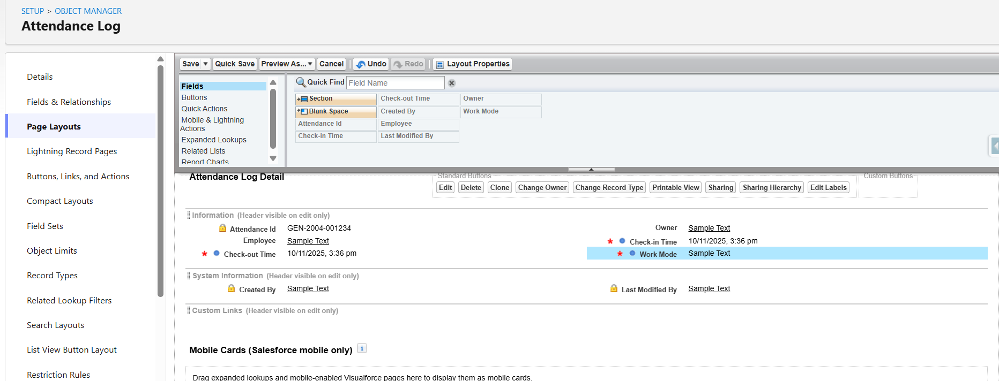 SETUP > OBJECT MANAGER
Attendance Log
Details
Fields & Relationships
Page Layouts
Lightning Record Pages
Buttons, Links, and Actions
Compact Layouts
Field Sets
Object Limits
Record Types
Related Lookup Filters
Search Layouts
List View Button Layout
Restriction Rules
Save Quick Save Preview As... Cancel Undo Redo Layout Properties
Fields
Buttons
Quick Actions
Mobile & Lightning
Actions
Expanded Lookups
Related Lists
Report Charts
Quick Find Field Name
Section Check-out Time Owner
Blank Space Created By Work Mode
Attendance Id Employee
Check-in Time Last Modified By
Attendance Log Detail
Standard Buttons Custom Buttons
Edit Delete Clone Change Owner Change Record Type Printable View Sharing Sharing Hierarchy Edit Labels
Information (Header visible on edit only)
Attendance Id GEN-2004-001234 Owner Sample Text
Employee Sample Text * Check-in Time 10/11/2025, 3:36 pm
* Check-out Time 10/11/2025, 3:36 pm * Work Mode Sample Text
System Information (Header visible on edit only)
Created By Sample Text Last Modified By Sample Text
Custom Links (Header visible on edit only)
Mobile Cards (Salesforce mobile only) i
Drag expanded lookups and mobile-enabled Visualforce pages here to display them as mobile cards.